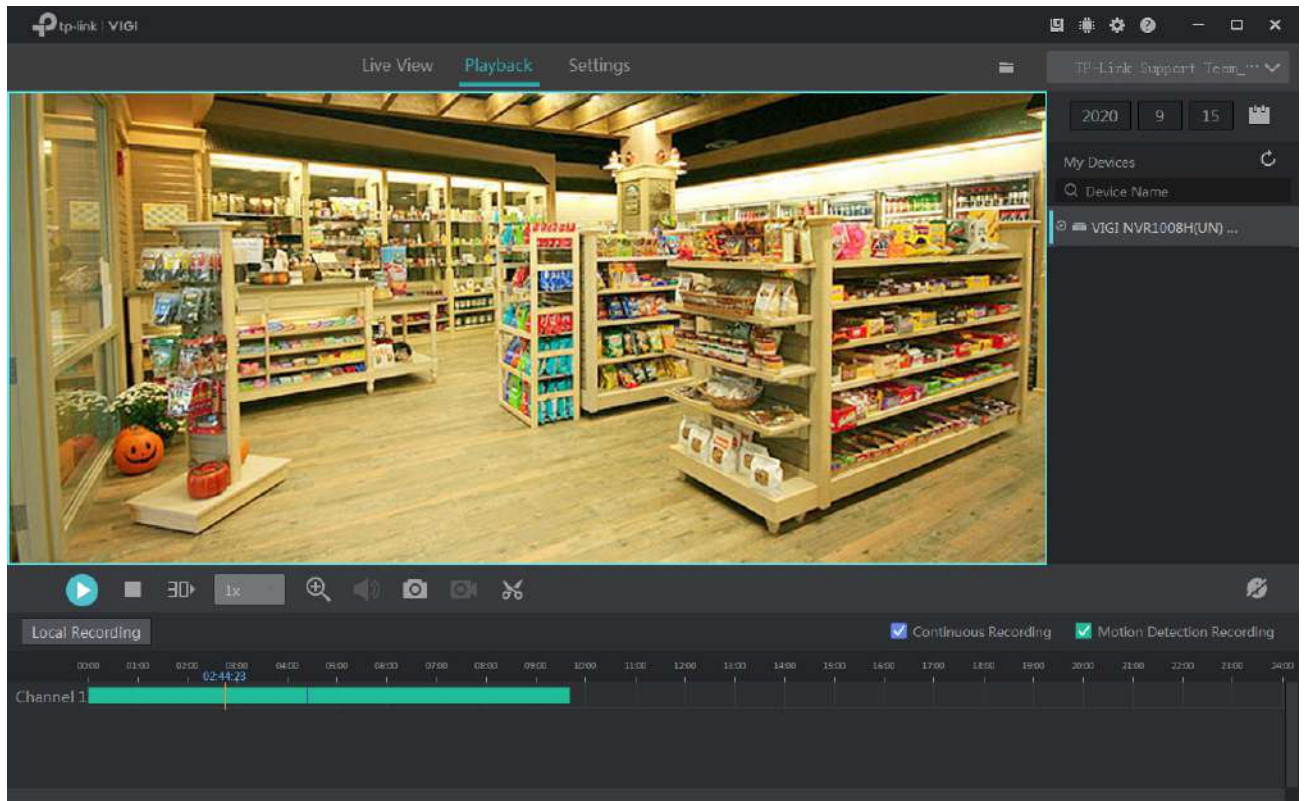 tp-link | VIGI
Live View Playback Settings
TP-Link Support Team_...
2020 9 15
My Devices
Device Name
VIGI NVR1008H(UN) ...
1x
Local Recording
Continuous Recording Motion Detection Recording
00:00 01:00 02:00 03:00 04:00 05:00 06:00 07:00 08:00 09:00 10:00 11:00 12:00 13:00 14:00 15:00 16:00 17:00 18:00 19:00 20:00 21:00 22:00 23:00 24:00
02:44:23
Channel 1